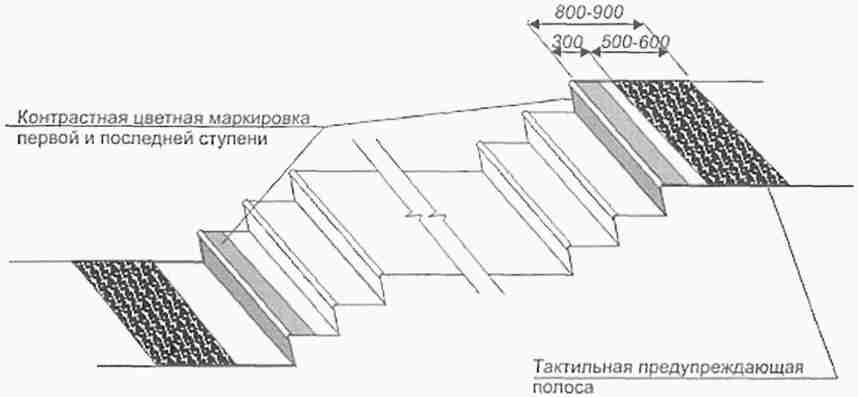 800-900
300 500-600
Контрастная цветная маркировка
первой и последней ступени
Тактильная предупреждающая
полоса